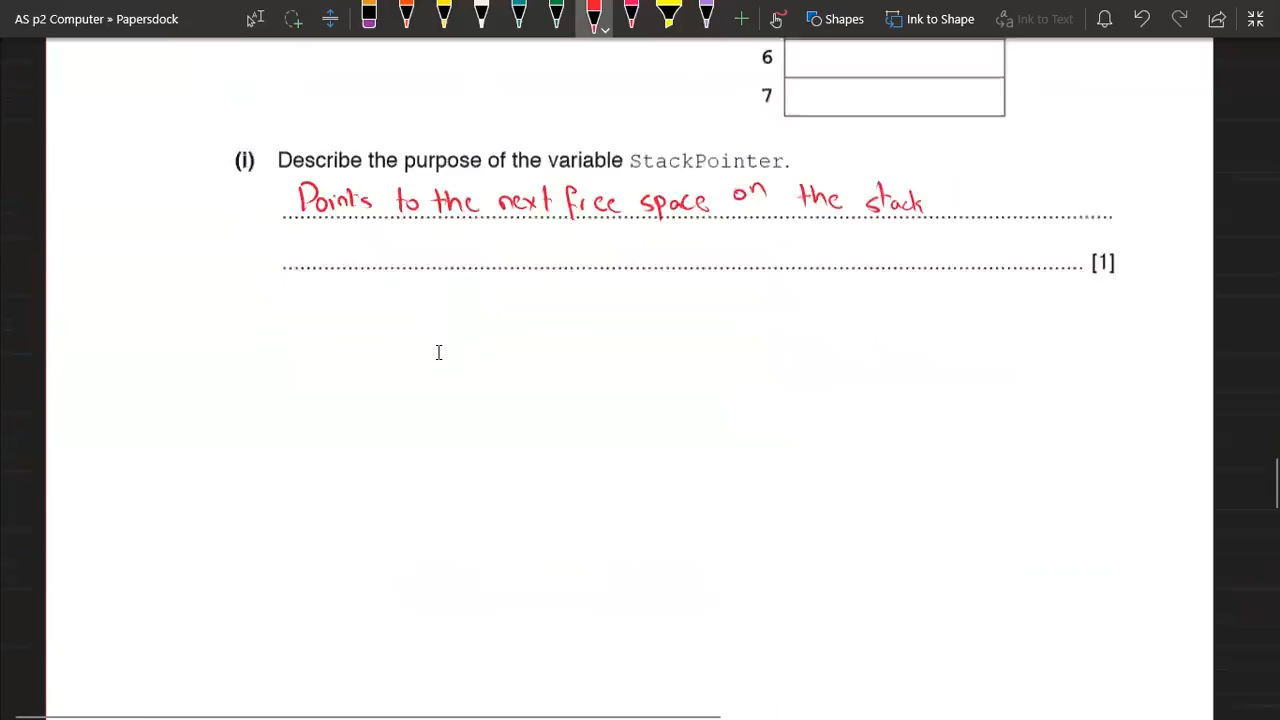 AS p2 Computer » Papersdock
Shapes
Ink to Shape
Ink to Text
6
7
(i) Describe the purpose of the variable StackPointer.
Points to the next free space on the stack
[1]